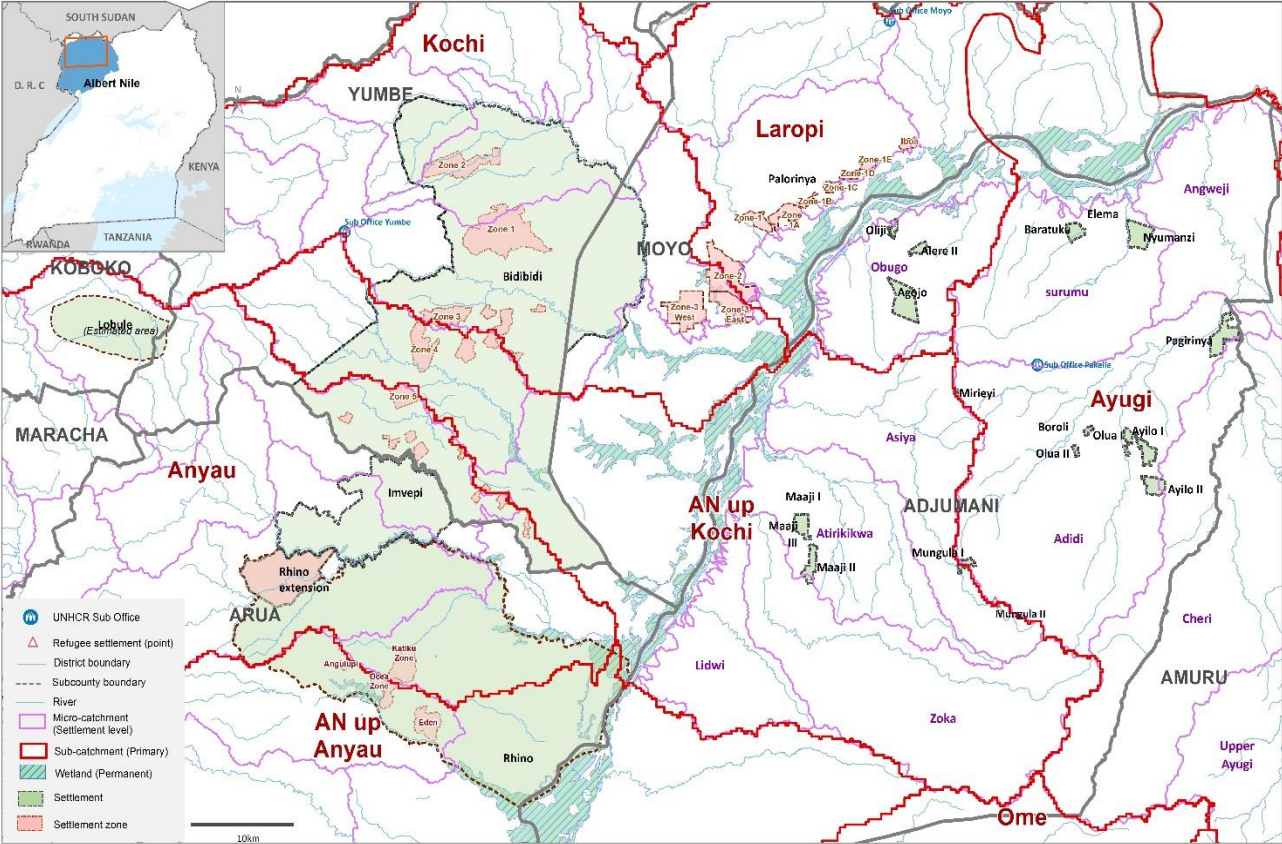 SOUTH SUDAN
D. R. C
Albert Nile
KENYA
RWANDA
TANZANIA
N
Kochi
YUMBE
Sub Office Moyo
Laropi
Zone 2
Zone 1
Bidibidi
Sub Office Yumbe
Iboa
Zone-1E
Zone-1D
Palorinya
Zone-1C
Zone-1B
Zone-1
Zone
1A
Angweji
Elema
Baratuku
Nyumanzi
Oliji
Alere II
Obugo
Agojo
surumu
MOYO
Zone-2
Zone-3
West
Zone-3
East
KOBOKO
Lobule
(Estimated area)
Zone 3
Zone 4
Zone 5
Pagirinya
Sub Office Pakelle
Mirieyi
Ayugi
MARACHA
Anyau
Boroli
Olua I
Ayilo I
Olua II
Asiya
Ayilo II
Imvepi
AN up
Kochi
Maaji I
Maaji
III
Atirikikwa
Maaji II
ADJUMANI
Adidi
Mungula I
Mungula II
Rhino
extension
ARUA
Cheri
Katiku
Zone
Angulupi
Ocea
Zone
Lidwi
AMURU
AN up
Anyau
Eden
Rhino
Zoka
Upper
Ayugi
Ome
UNHCR Sub Office
Refugee settlement (point)
District boundary
Subcounty boundary
River
Micro-catchment
(Settlement level)
Sub-catchment (Primary)
Wetland (Permanent)
Settlement
Settlement zone
10km